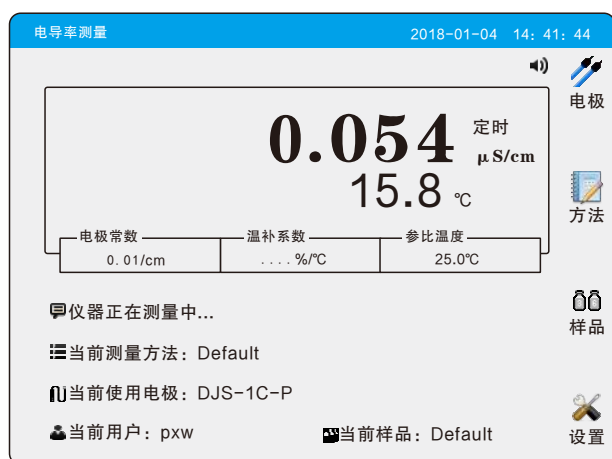 电导率测量 2018-01-04 14: 41: 44
电极
0.054 定时 μS/cm
15.8 ℃
方法
电极常数 温补系数 参比温度
0.01/cm ....%/℃ 25.0℃
仪器正在测量中...
样品
当前测量方法：Default
当前使用电极：DJS-1C-P
当前用户：pxw 当前样品：Default
设置